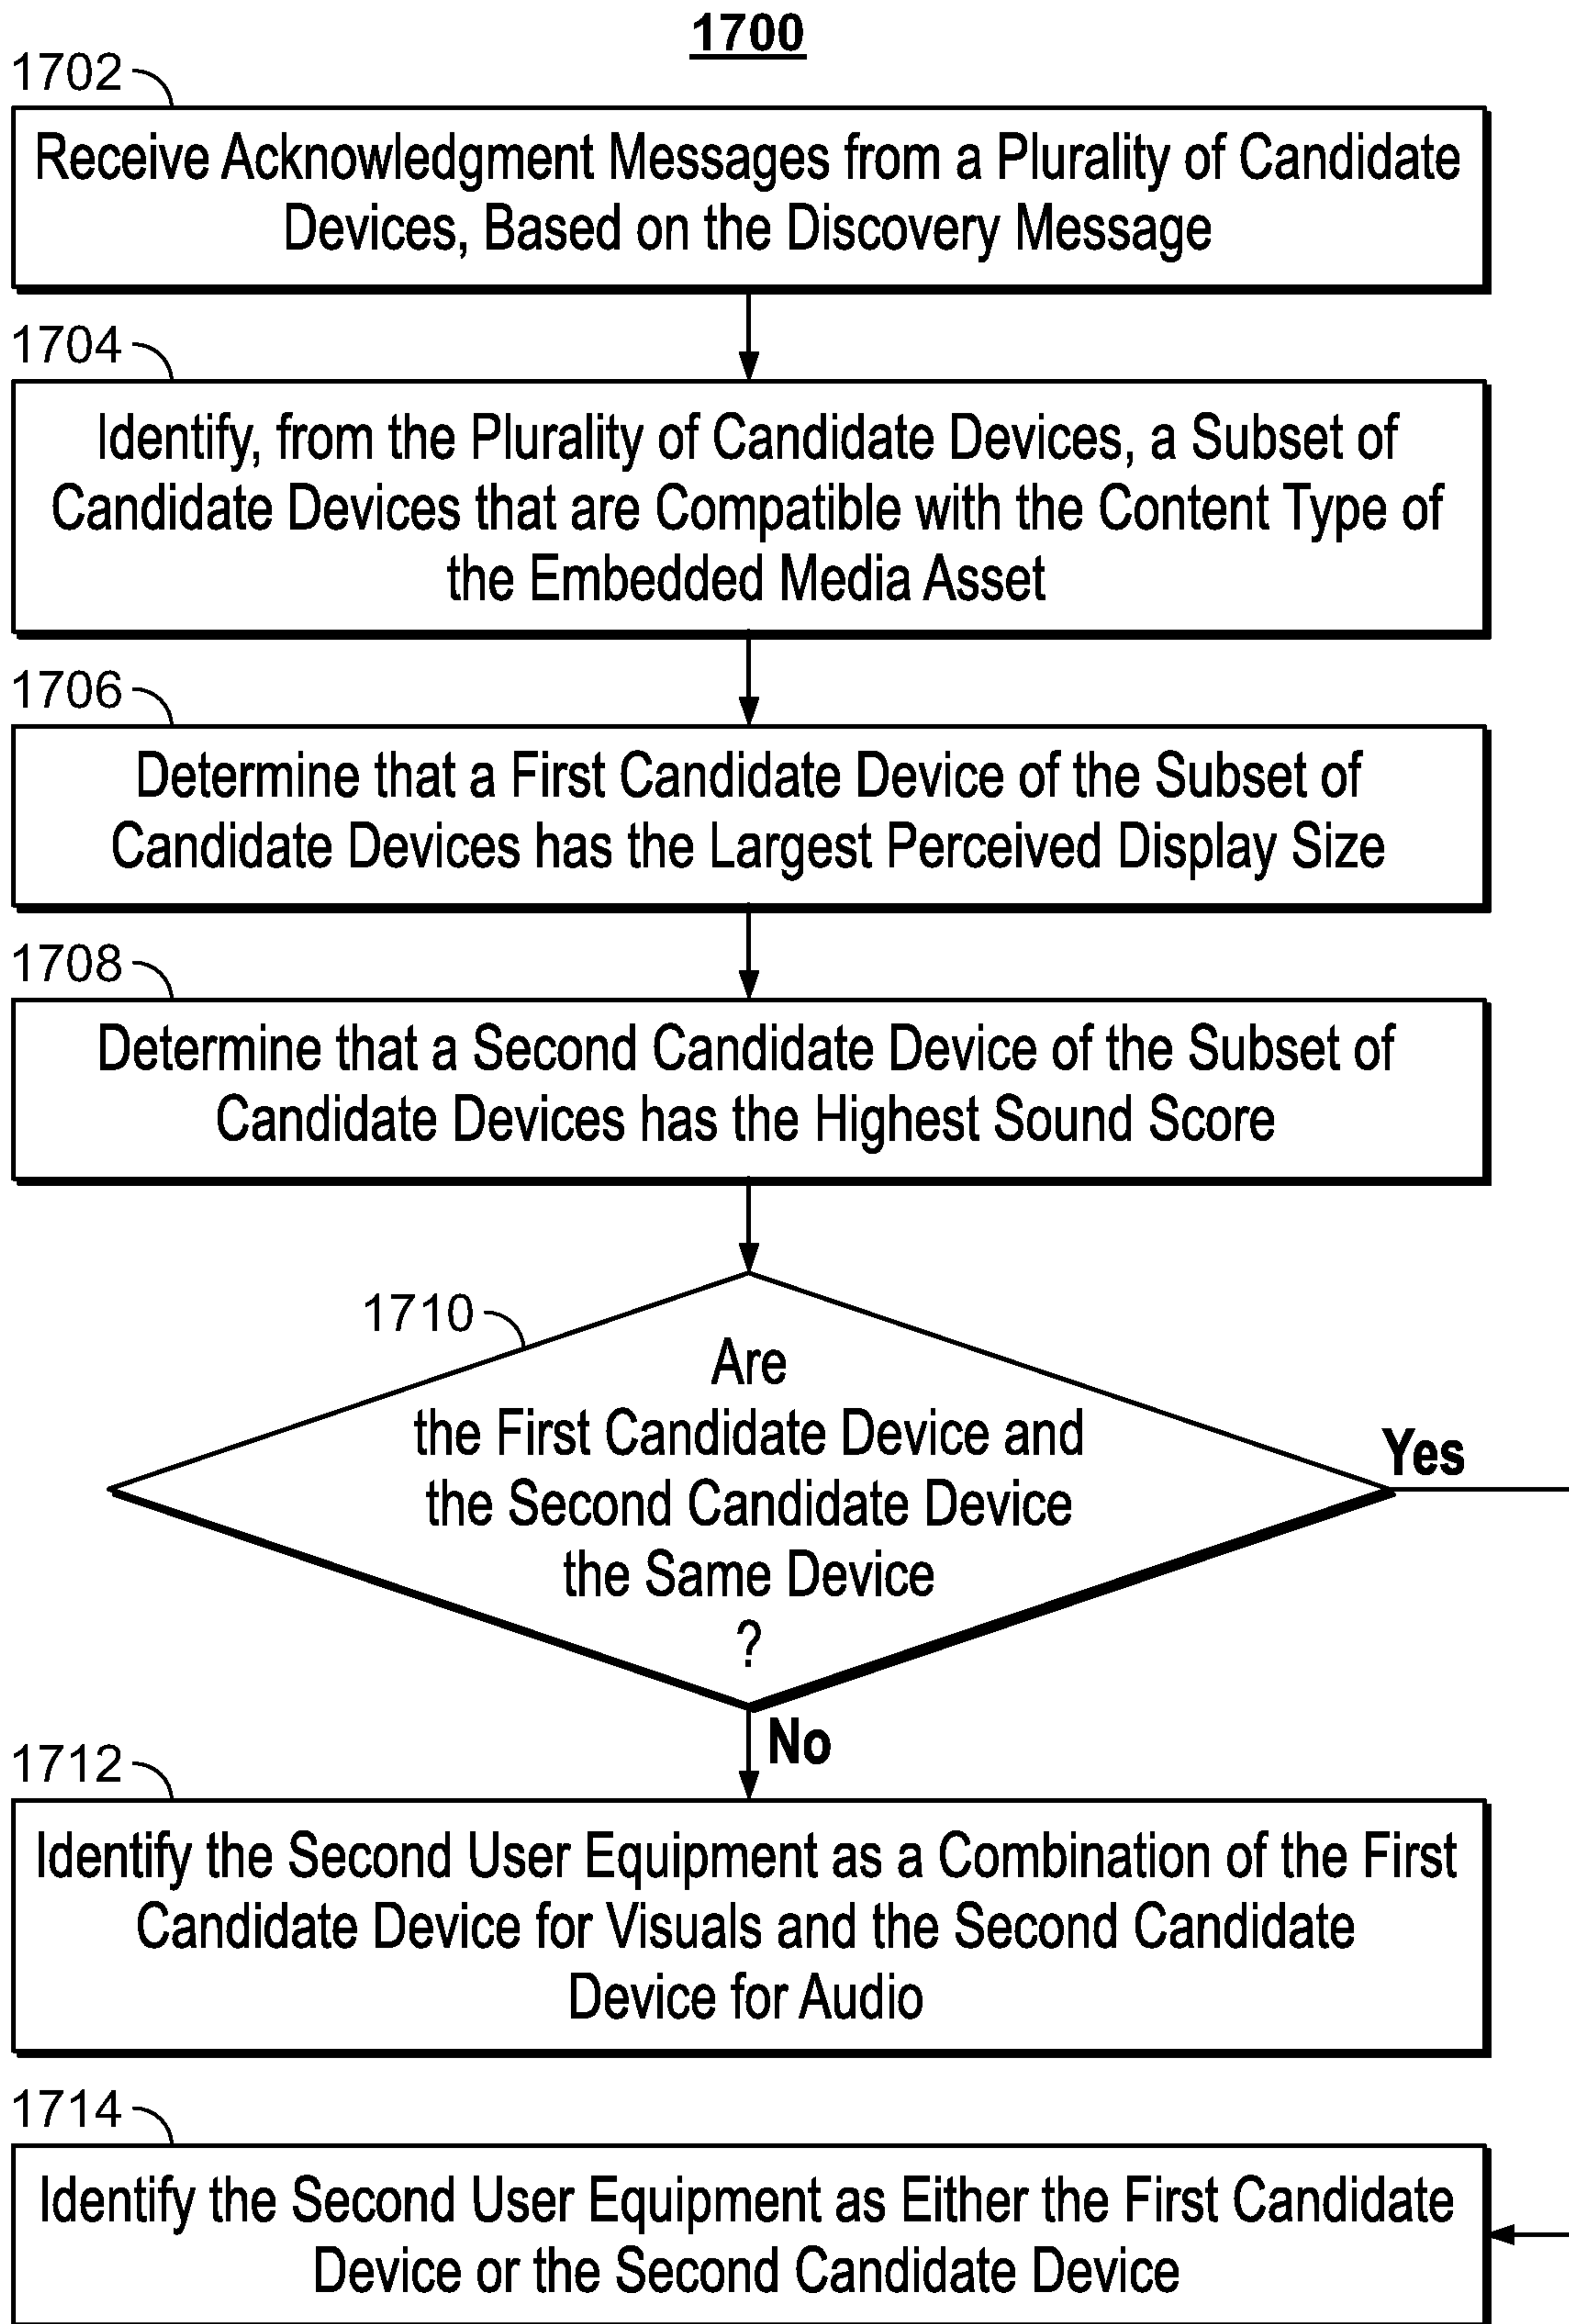 1700
1702
Receive Acknowledgment Messages from a Plurality of Candidate
Devices, Based on the Discovery Message
1704
Identify, from the Plurality of Candidate Devices, a Subset of
Candidate Devices that are Compatible with the Content Type of
the Embedded Media Asset
1706
Determine that a First Candidate Device of the Subset of
Candidate Devices has the Largest Perceived Display Size
1708
Determine that a Second Candidate Device of the Subset of
Candidate Devices has the Highest Sound Score
1710
Are
the First Candidate Device and
the Second Candidate Device
the Same Device
?
Yes
No
1712
Identify the Second User Equipment as a Combination of the First
Candidate Device for Visuals and the Second Candidate
Device for Audio
1714
Identify the Second User Equipment as Either the First Candidate
Device or the Second Candidate Device